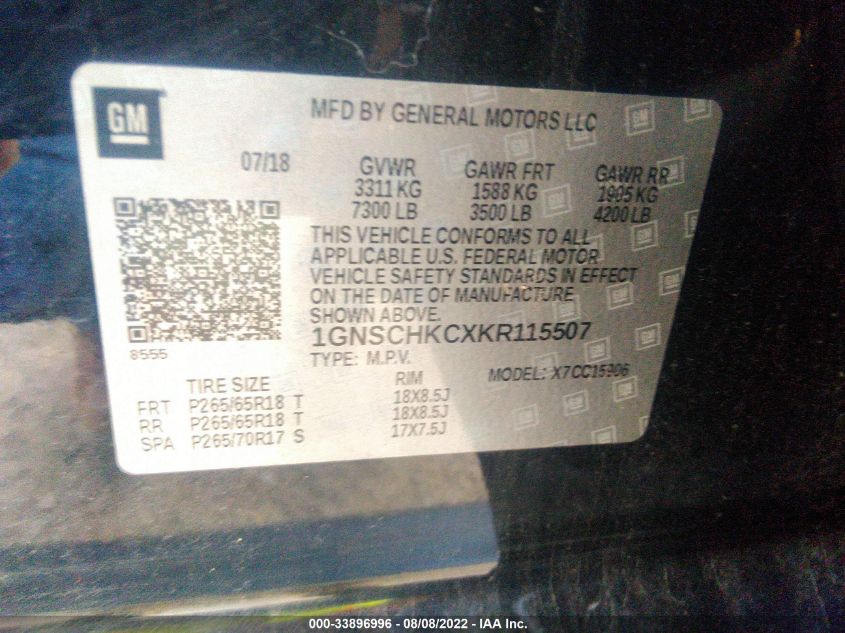 GM
MFD BY GENERAL MOTORS LLC
07/18 GVWR GAWR FRT GAWR RR
3311 KG 1588 KG 1905 KG
7300 LB 3500 LB 4200 LB
THIS VEHICLE CONFORMS TO ALL
APPLICABLE U.S. FEDERAL MOTOR
VEHICLE SAFETY STANDARDS IN EFFECT
ON THE DATE OF MANUFACTURE
SHOWN ABOVE.
8555
1GNSCHKCXKR115507
TYPE: M.P.V. MODEL: X7CC15906
TIRE SIZE RIM
FRT P265/65R18 T 18X8.5J
RR P265/65R18 T 18X8.5J
SPA P265/70R17 S 17X7.5J
000-33896996 - 08/08/2022 - IAA Inc.